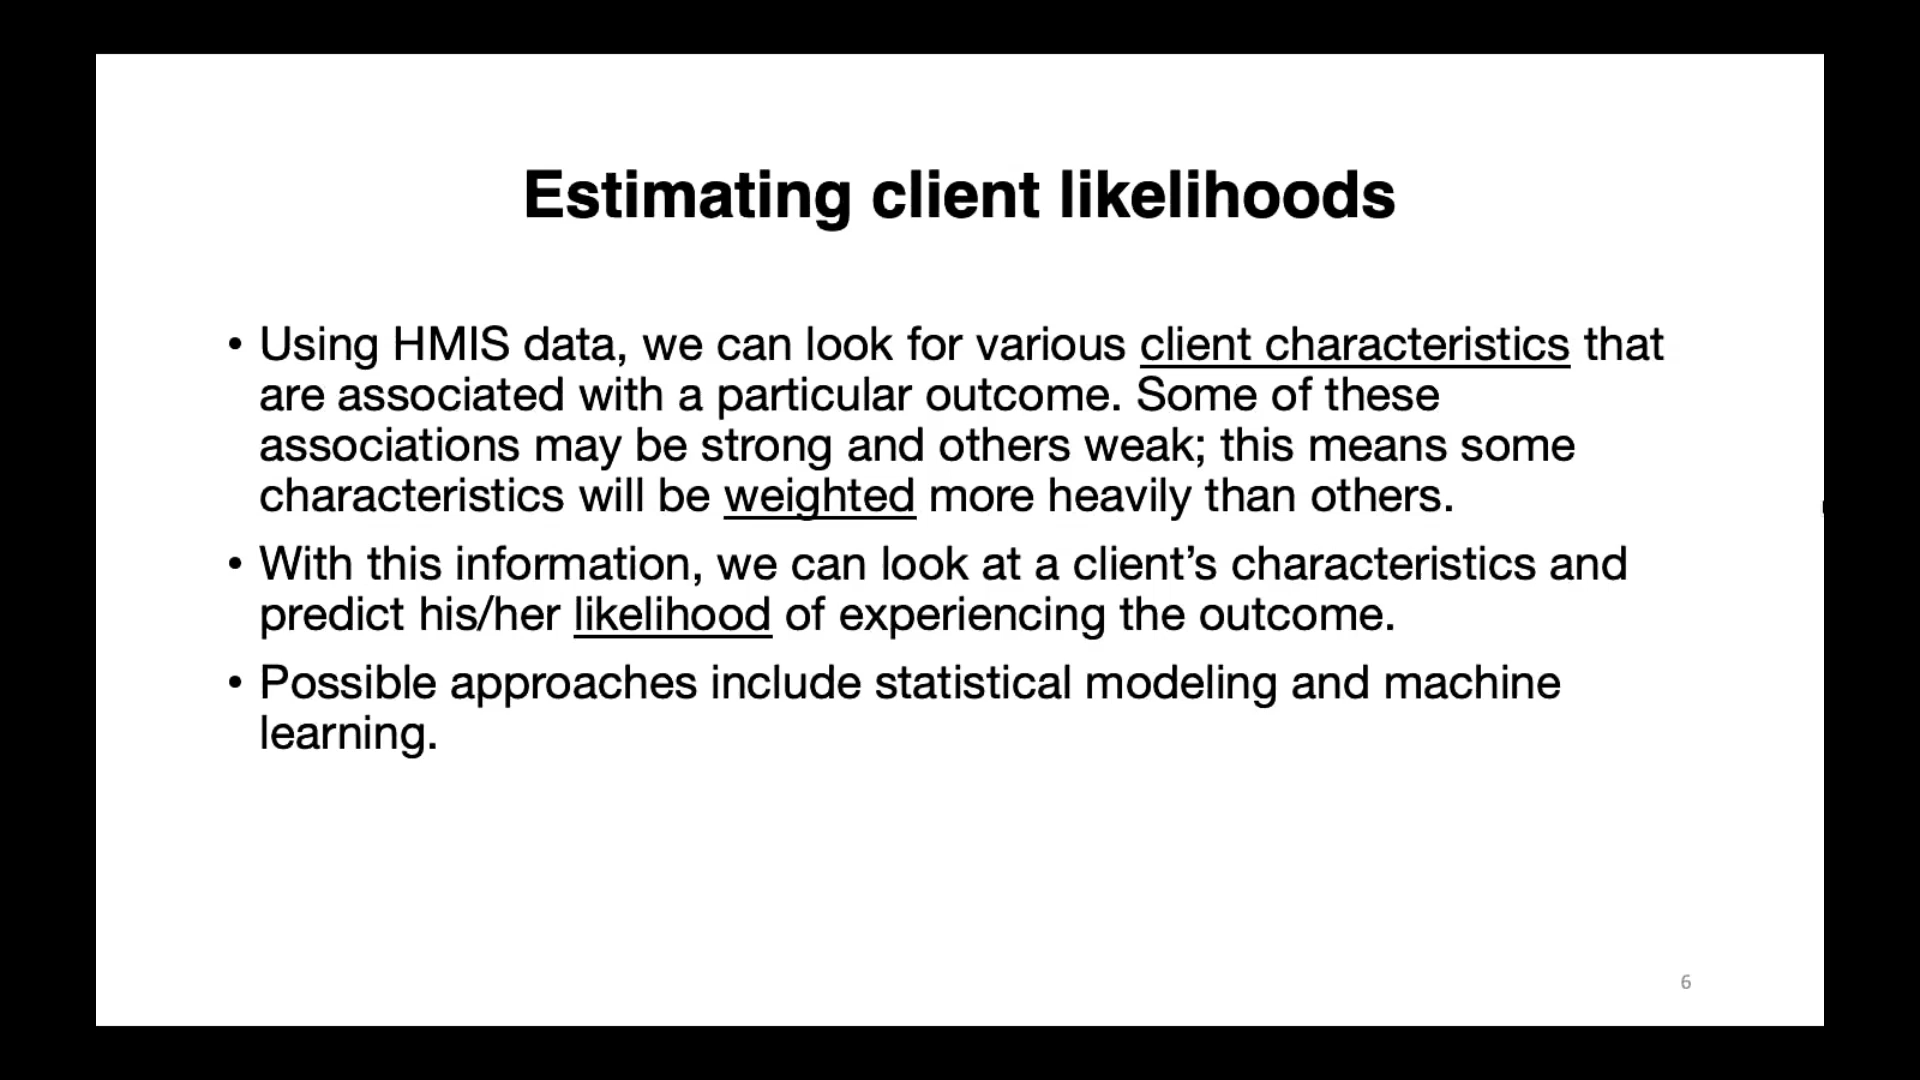 Estimating client likelihoods
• Using HMIS data, we can look for various client characteristics that
are associated with a particular outcome. Some of these
associations may be strong and others weak; this means some
characteristics will be weighted more heavily than others.
• With this information, we can look at a client’s characteristics and
predict his/her likelihood of experiencing the outcome.
• Possible approaches include statistical modeling and machine
learning.
6